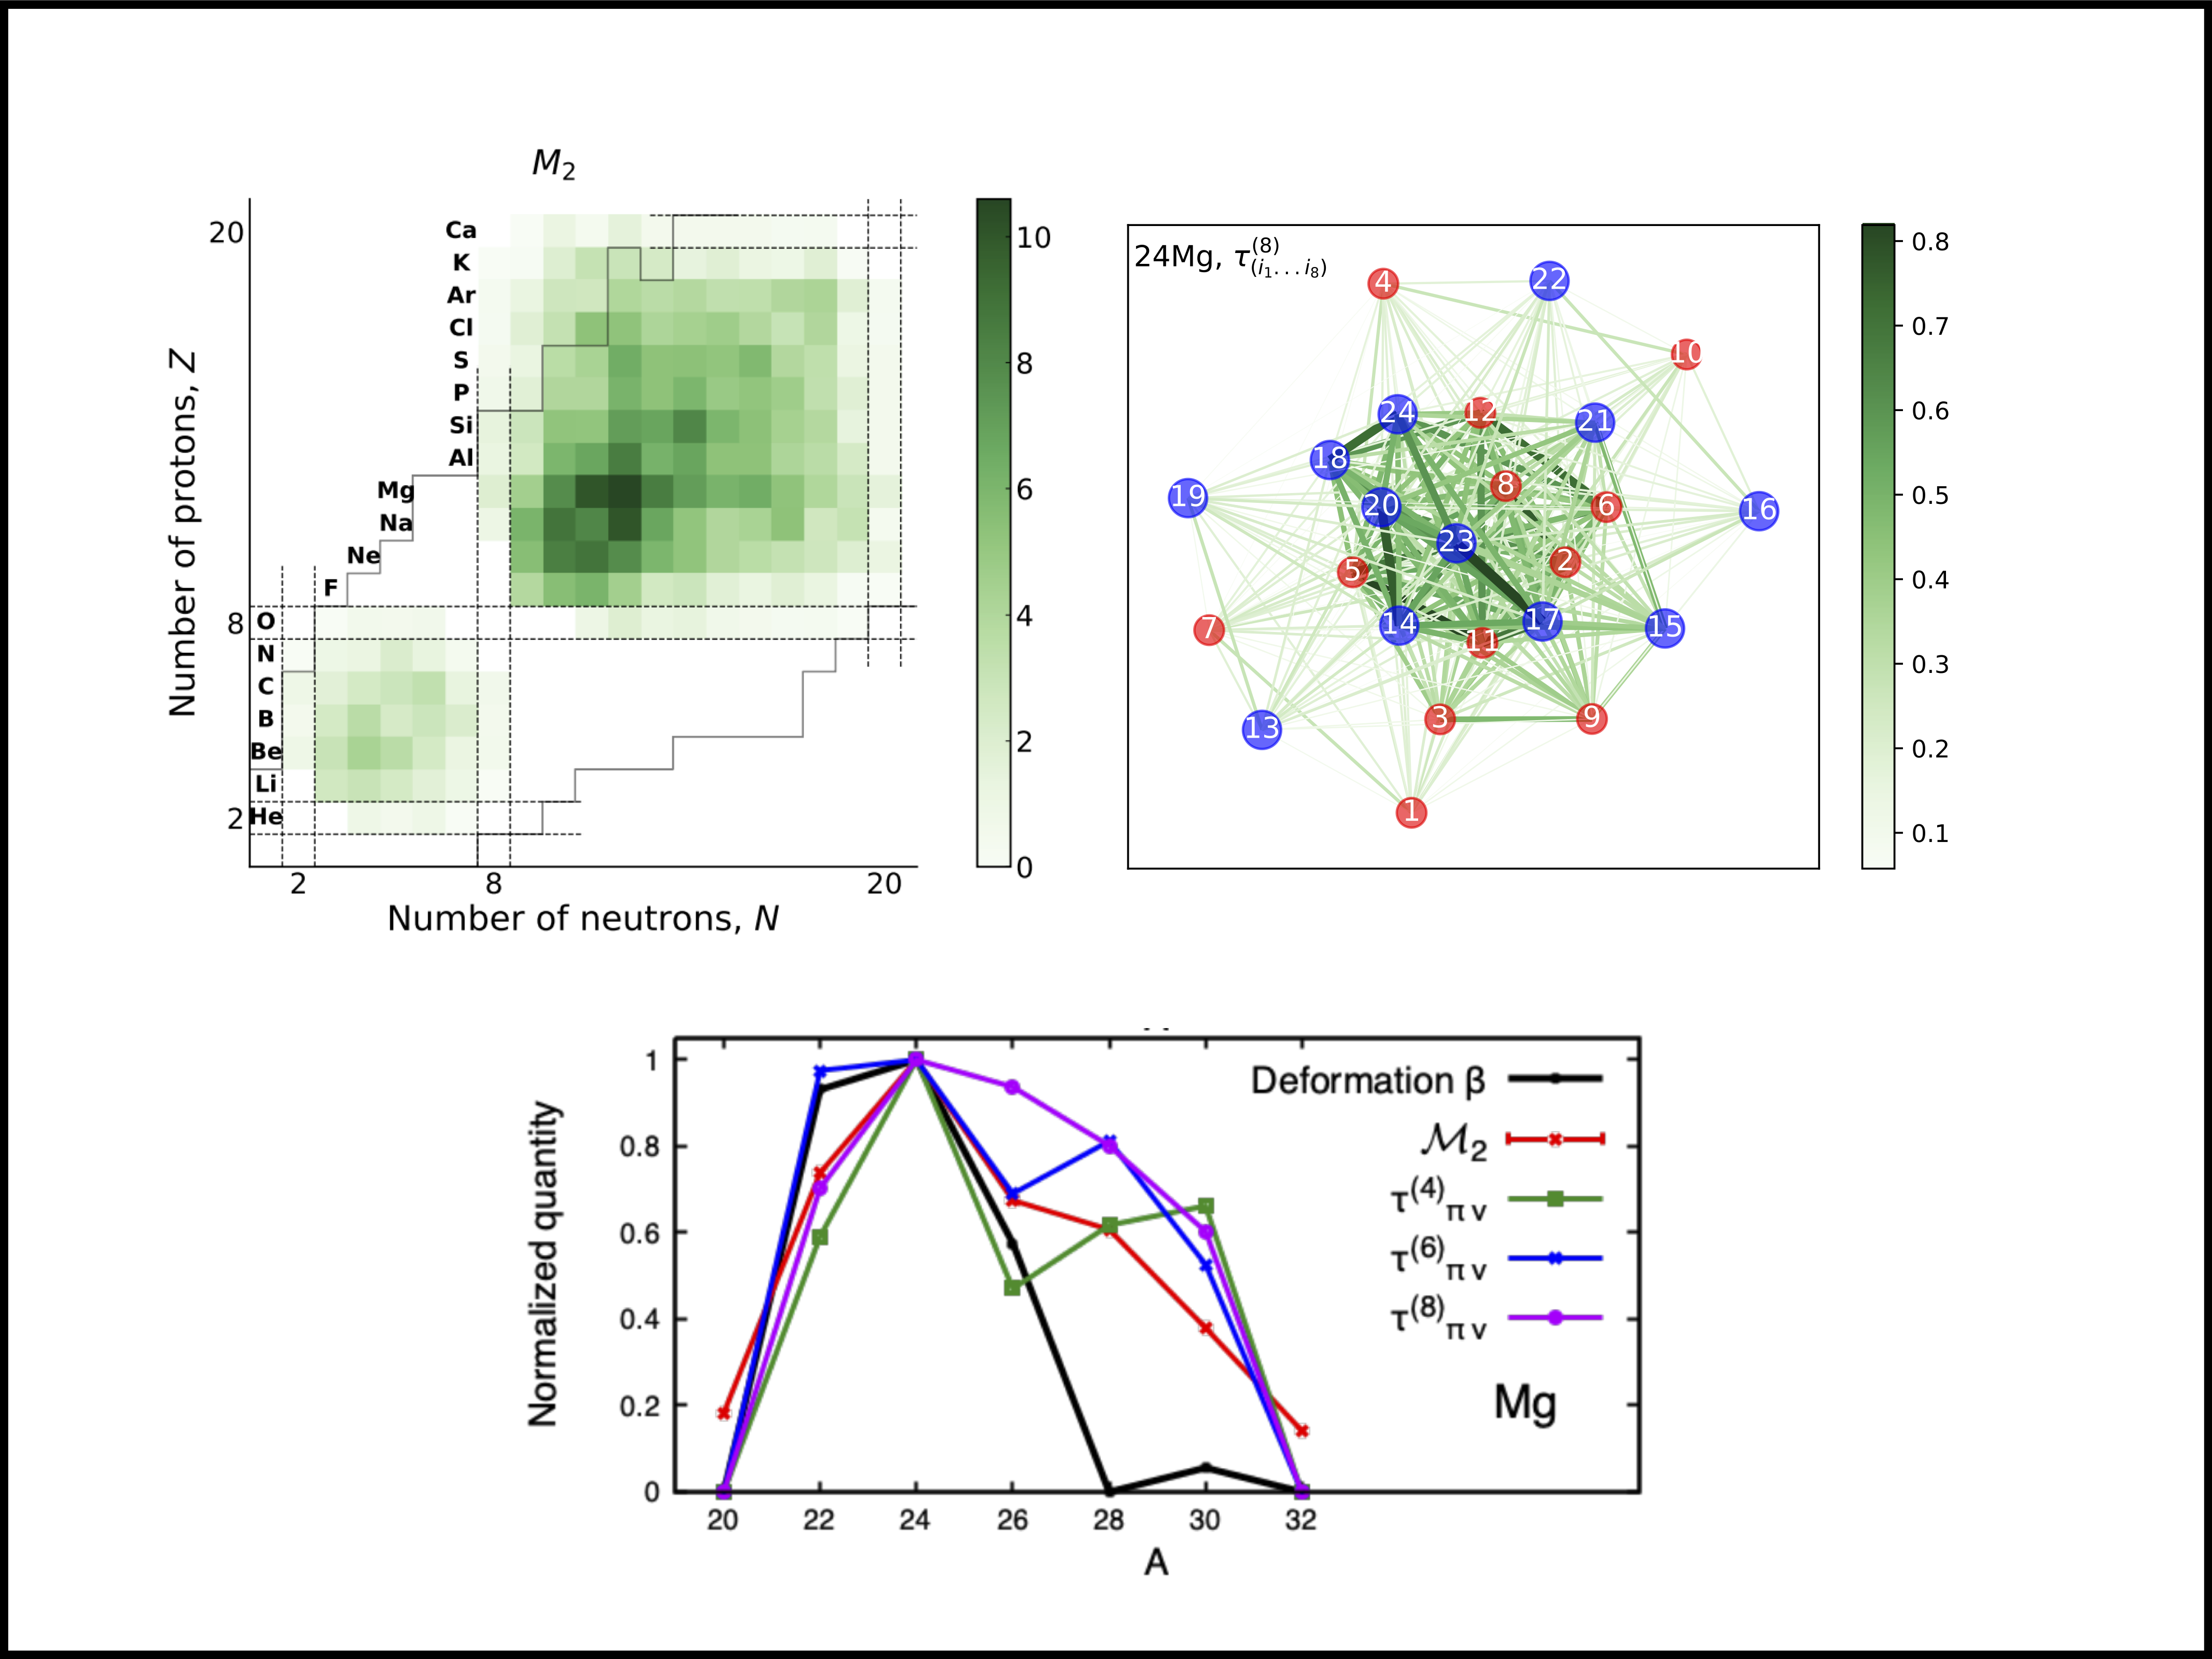 M₂
20
Ca
K
Ar
Cl
S
P
Si
Al
Mg
Na
Ne
F
O
8
N
C
B
Be
Li
He
2
Number of protons, Z
2 8 20
Number of neutrons, N
10
8
6
4
2
0
24Mg, τ^(8)_(i₁...i₈)
4
22
10
24
12
21
18
8
19
20
6
16
23
5
2
7
14
17
15
11
3
9
13
1
0.8
0.7
0.6
0.5
0.4
0.3
0.2
0.1
1
0.8
0.6
0.4
0.2
0
Normalized quantity
Deformation β
ℳ₂
τ^(4)_π ν
τ^(6)_π ν
τ^(8)_π ν
Mg
20 22 24 26 28 30 32
A